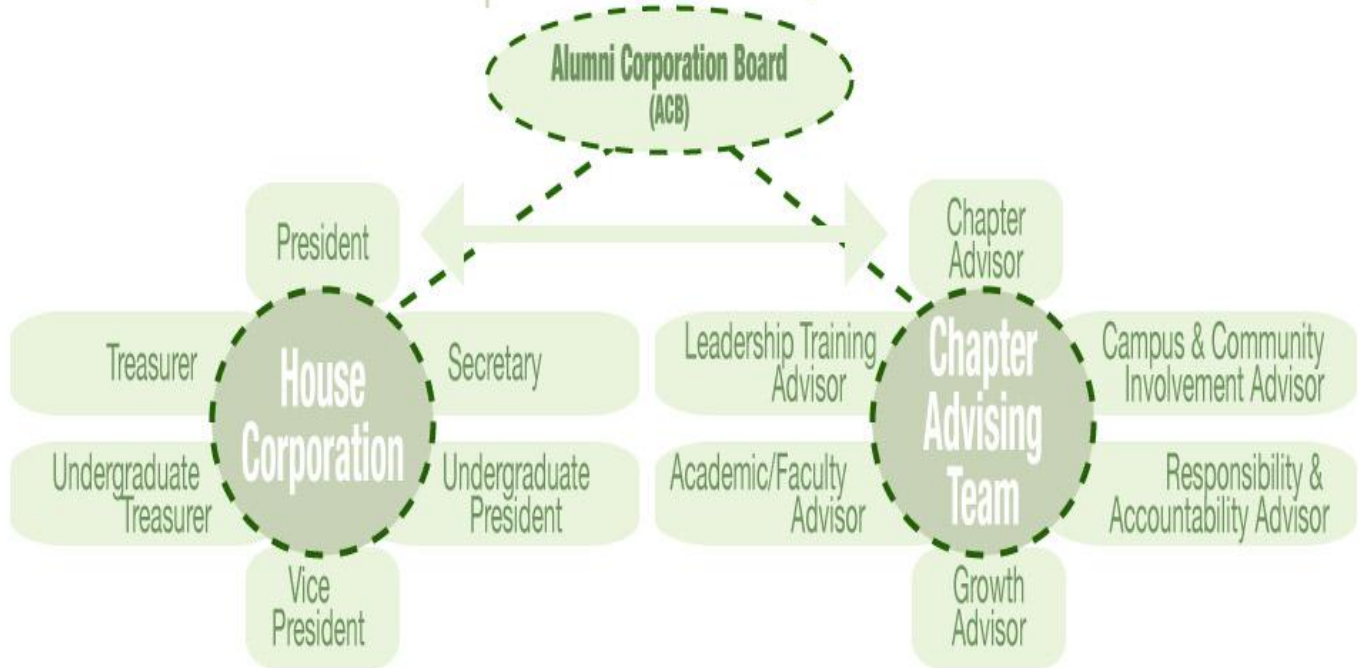 Alumni Corporation Board
(ACB)
President
Treasurer
House
Corporation
Secretary
Undergraduate
Treasurer
Undergraduate
President
Vice
President
Chapter
Advisor
Leadership Training
Advisor
Chapter
Advising
Team
Campus & Community
Involvement Advisor
Academic/Faculty
Advisor
Responsibility &
Accountability Advisor
Growth
Advisor